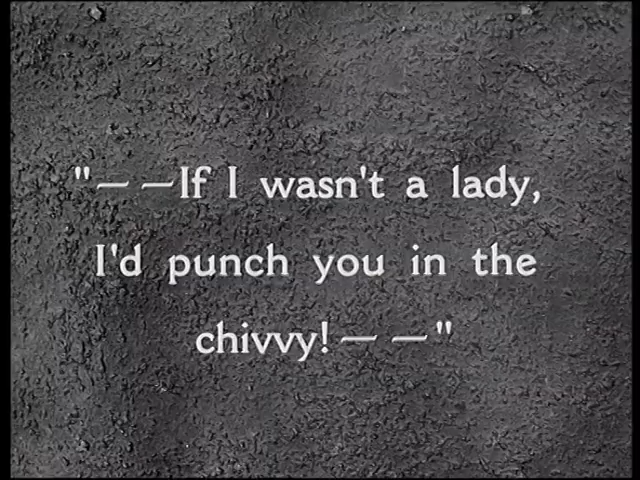 "— —If I wasn't a lady,
I'd punch you in the
chivvy!— —"